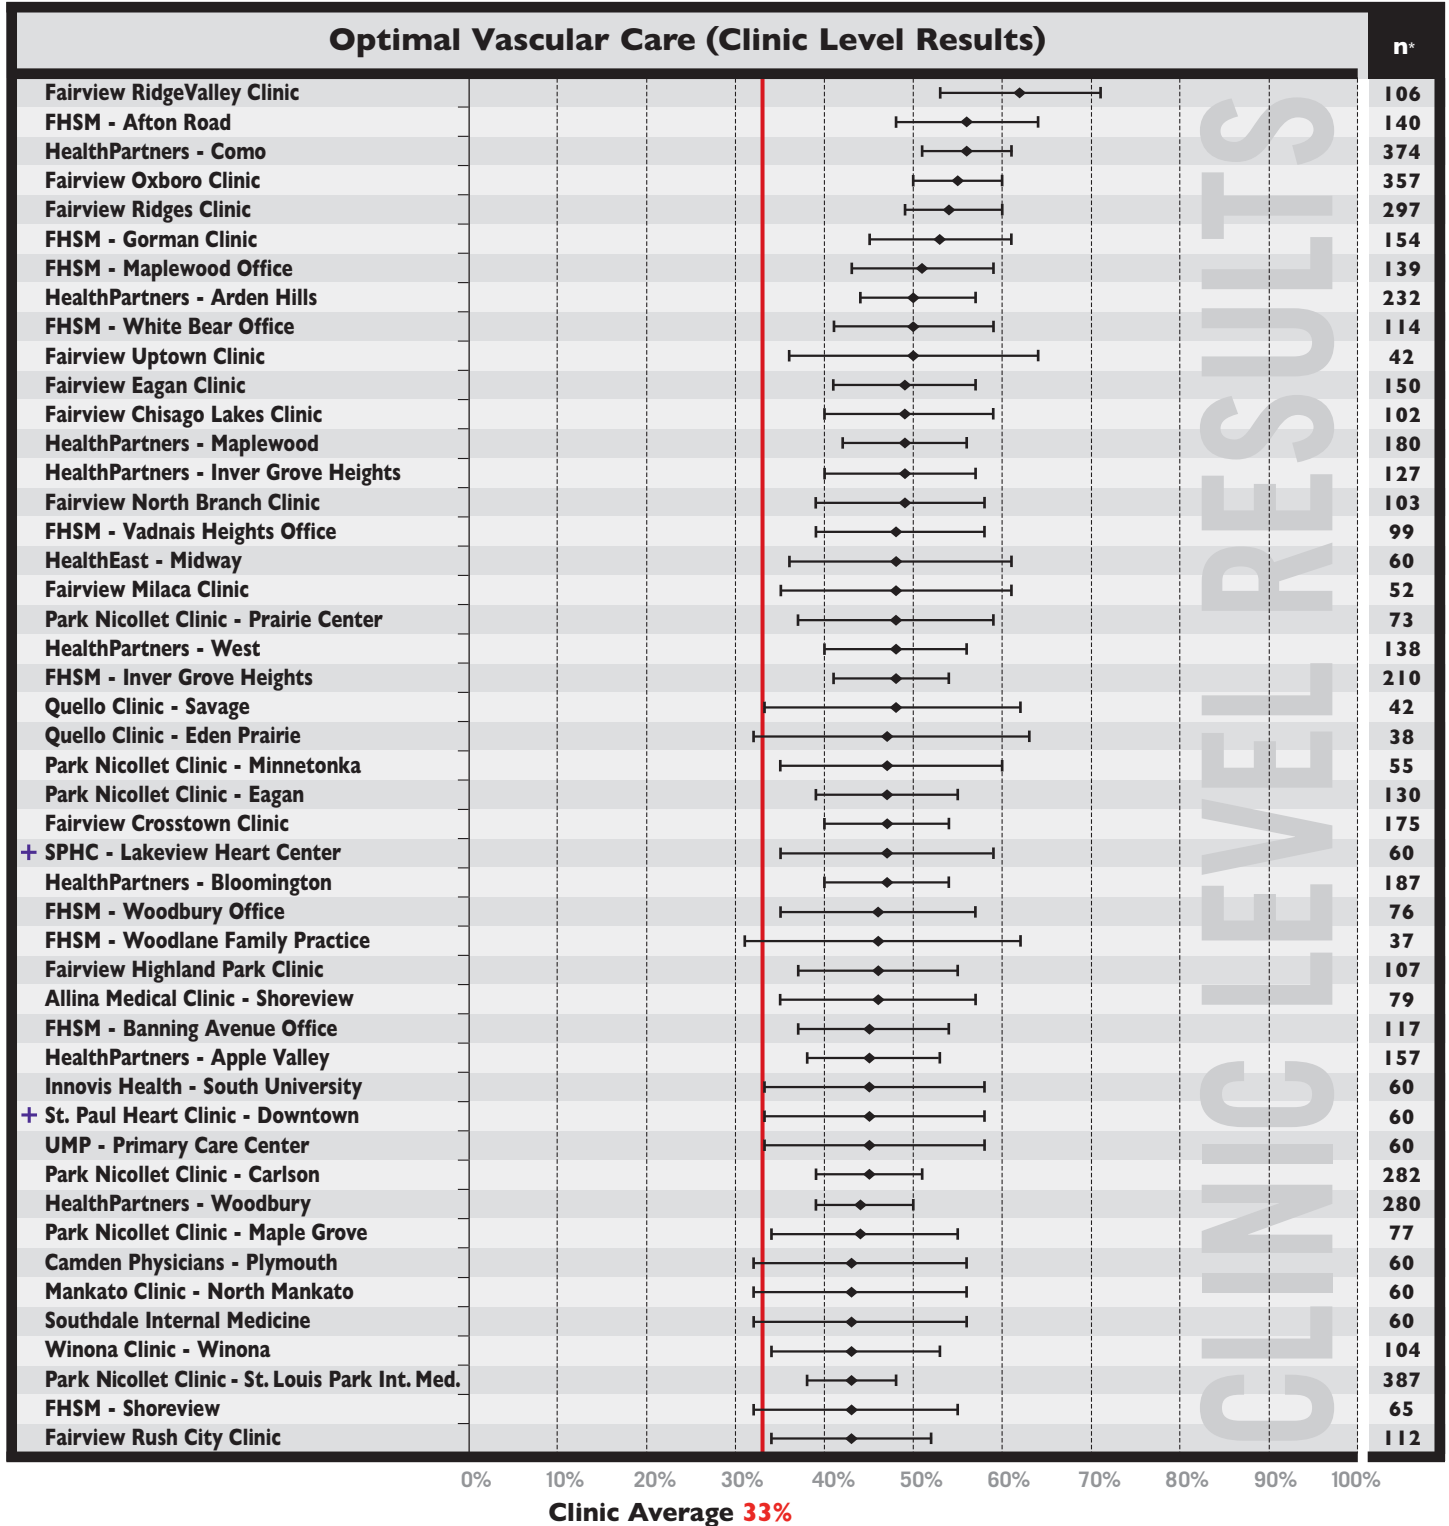 Optimal Vascular Care (Clinic Level Results) n*
Fairview RidgeValley Clinic 106
FHSM - Afton Road 140
HealthPartners - Como 374
Fairview Oxboro Clinic 357
Fairview Ridges Clinic 297
FHSM - Gorman Clinic 154
FHSM - Maplewood Office 139
HealthPartners - Arden Hills 232
FHSM - White Bear Office 114
Fairview Uptown Clinic 42
Fairview Eagan Clinic 150
Fairview Chisago Lakes Clinic 102
HealthPartners - Maplewood 180
HealthPartners - Inver Grove Heights 127
Fairview North Branch Clinic 103
FHSM - Vadnais Heights Office 99
HealthEast - Midway 60
Fairview Milaca Clinic 52
Park Nicollet Clinic - Prairie Center 73
HealthPartners - West 138
FHSM - Inver Grove Heights 210
Quello Clinic - Savage 42
Quello Clinic - Eden Prairie 38
Park Nicollet Clinic - Minnetonka 55
Park Nicollet Clinic - Eagan 130
Fairview Crosstown Clinic 175
+ SPHC - Lakeview Heart Center 60
HealthPartners - Bloomington 187
FHSM - Woodbury Office 76
FHSM - Woodlane Family Practice 37
Fairview Highland Park Clinic 107
Allina Medical Clinic - Shoreview 79
FHSM - Banning Avenue Office 117
HealthPartners - Apple Valley 157
Innovis Health - South University 60
+ St. Paul Heart Clinic - Downtown 60
UMP - Primary Care Center 60
Park Nicollet Clinic - Carlson 282
HealthPartners - Woodbury 280
Park Nicollet Clinic - Maple Grove 77
Camden Physicians - Plymouth 60
Mankato Clinic - North Mankato 60
Southdale Internal Medicine 60
Winona Clinic - Winona 104
Park Nicollet Clinic - St. Louis Park Int. Med. 387
FHSM - Shoreview 65
Fairview Rush City Clinic 112
CLINIC LEVEL RESULTS
0% 10% 20% 30% 40% 50% 60% 70% 80% 90% 100%
Clinic Average 33%